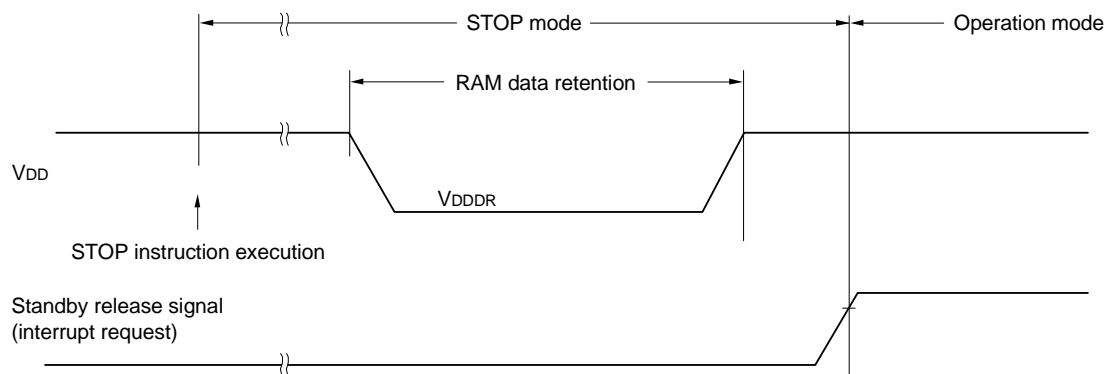 STOP mode
Operation mode
RAM data retention
VDD
VDDDR
STOP instruction execution
Standby release signal
(interrupt request)